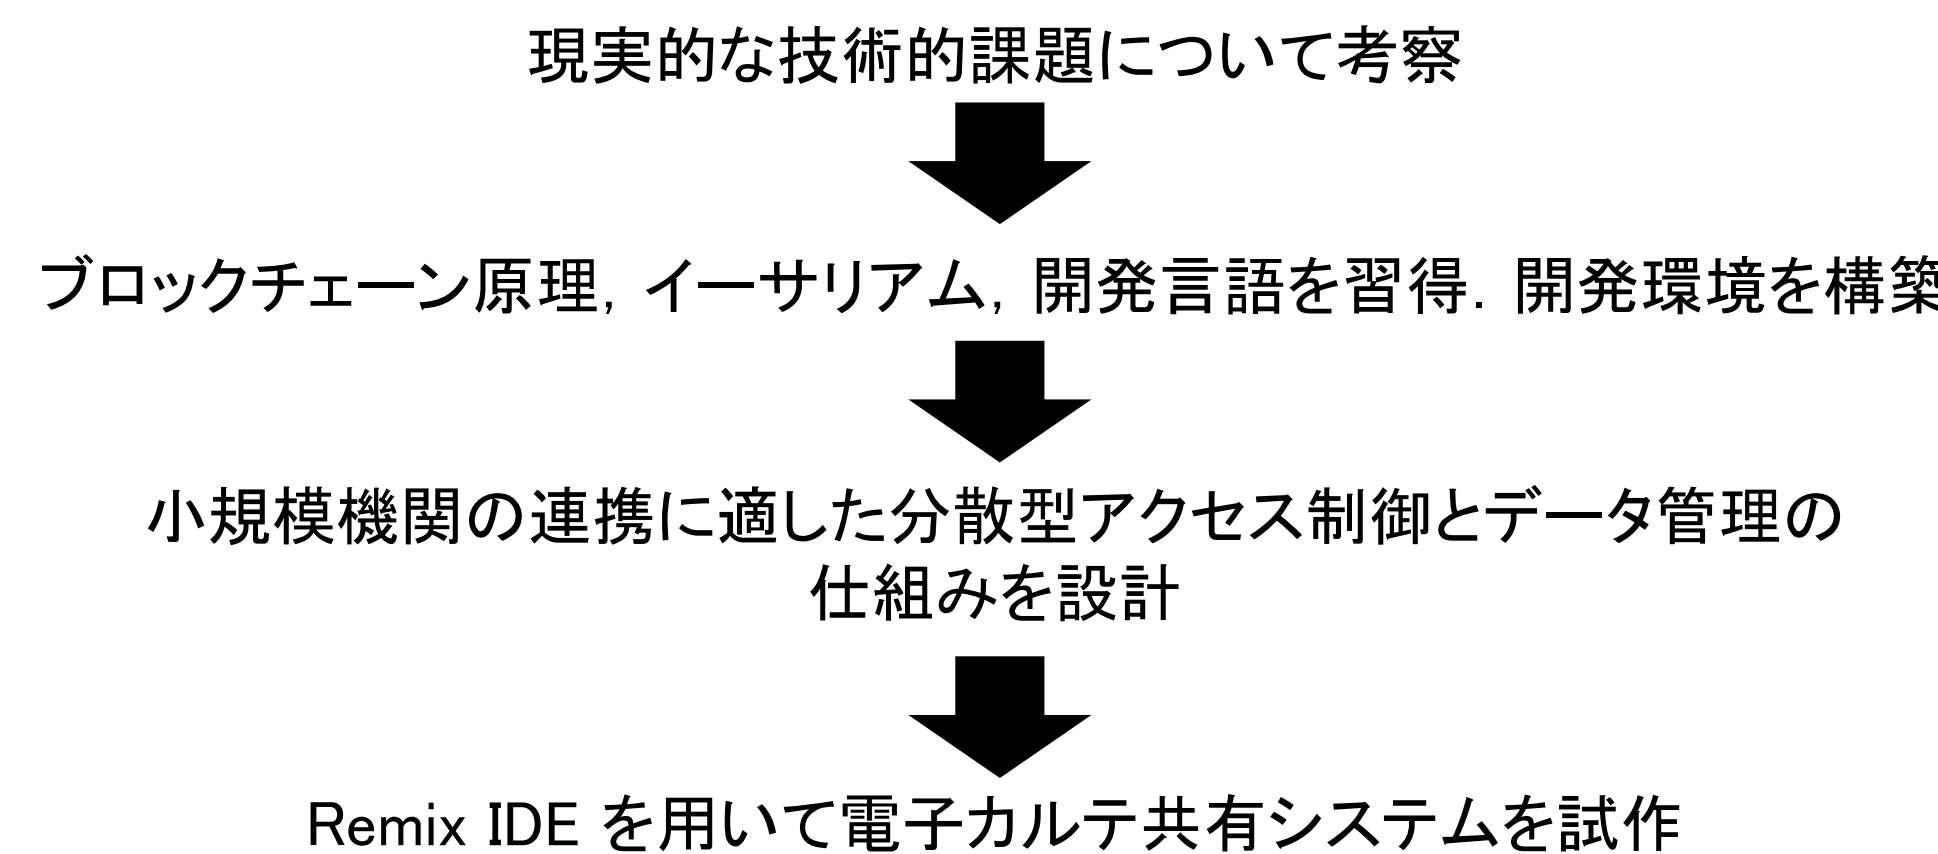 現実的な技術的課題について考察
ブロックチェーン原理，イーサリアム，開発言語を習得．開発環境を構築
小規模機関の連携に適した分散型アクセス制御とデータ管理の
仕組みを設計
Remix IDE を用いて電子カルテ共有システムを試作